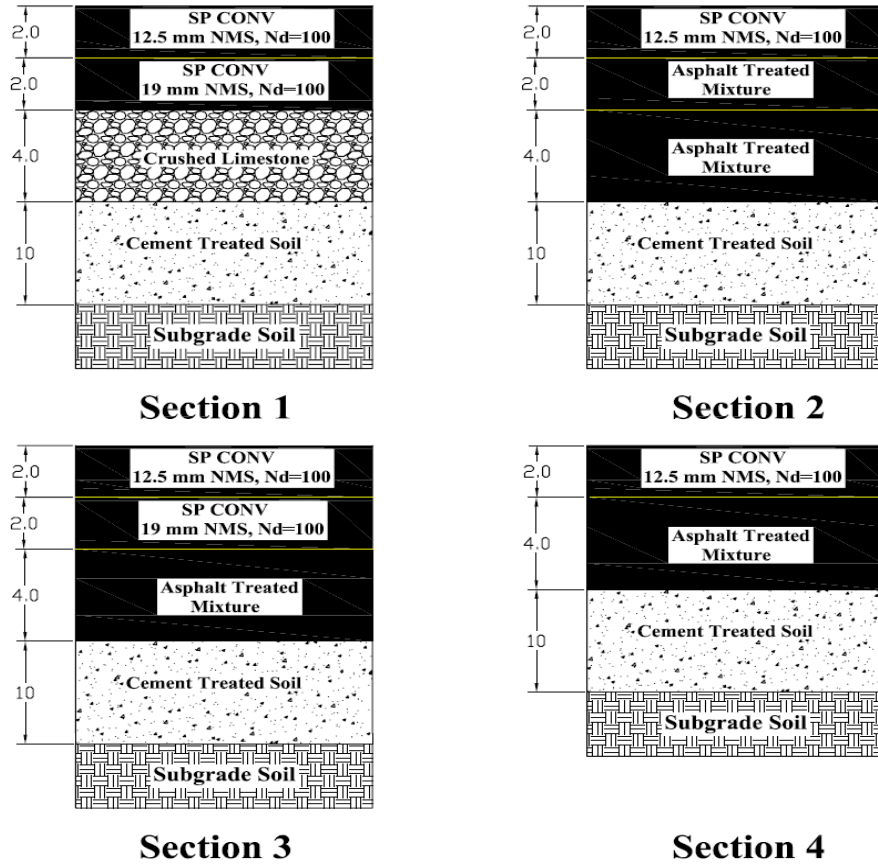 2.0
SP CONV
12.5 mm NMS, Nd=100
2.0
SP CONV
19 mm NMS, Nd=100
4.0
Crushed Limestone
10
Cement Treated Soil
Subgrade Soil
Section 1
2.0
SP CONV
12.5 mm NMS, Nd=100
2.0
Asphalt Treated
Mixture
4.0
Asphalt Treated
Mixture
10
Cement Treated Soil
Subgrade Soil
Section 2
2.0
SP CONV
12.5 mm NMS, Nd=100
2.0
SP CONV
19 mm NMS, Nd=100
4.0
Asphalt Treated
Mixture
10
Cement Treated Soil
Subgrade Soil
Section 3
2.0
SP CONV
12.5 mm NMS, Nd=100
4.0
Asphalt Treated
Mixture
10
Cement Treated Soil
Subgrade Soil
Section 4